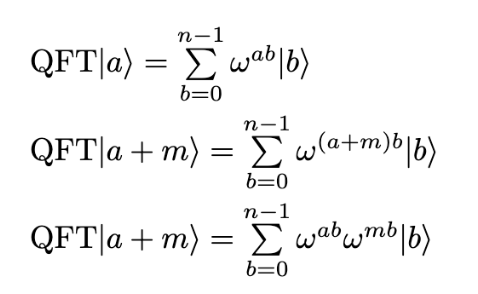 QFT|a⟩ = ∑_{b=0}^{n−1} ω^{ab}|b⟩
QFT|a + m⟩ = ∑_{b=0}^{n−1} ω^{(a+m)b}|b⟩
QFT|a + m⟩ = ∑_{b=0}^{n−1} ω^{ab}ω^{mb}|b⟩